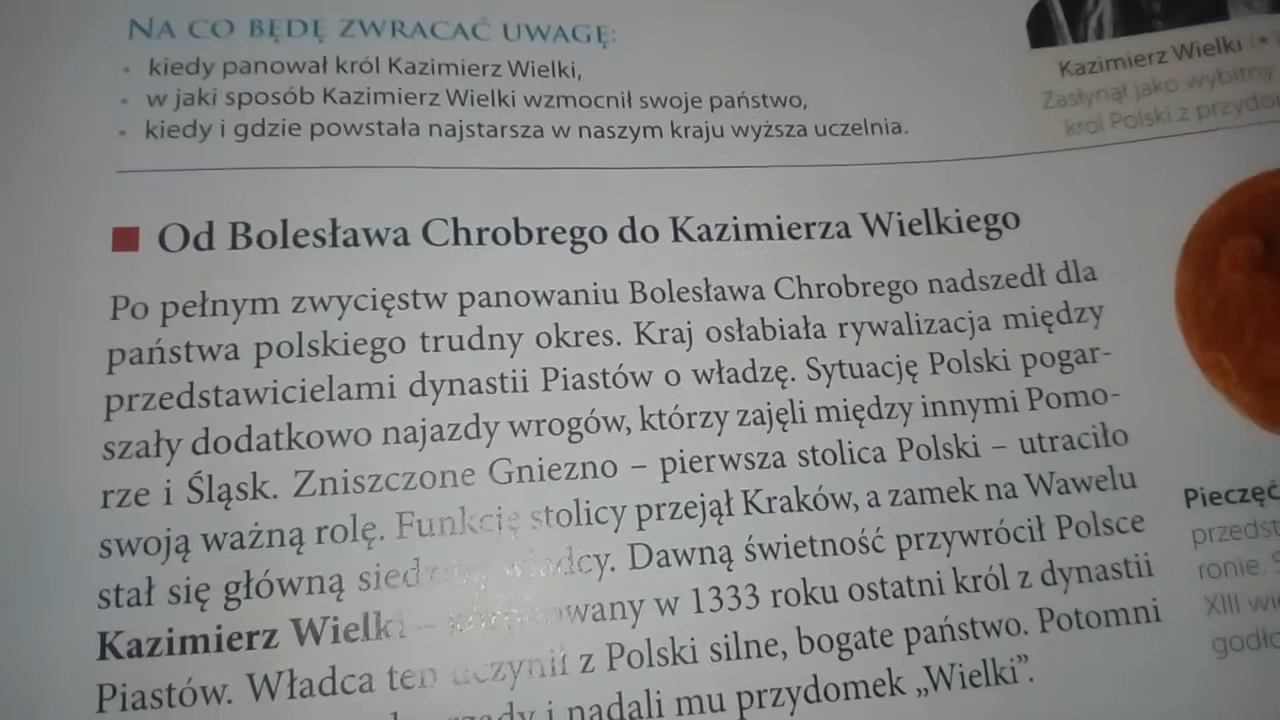 NA CO BĘDĘ ZWRACAĆ UWAGĘ:
• kiedy panował król Kazimierz Wielki,
• w jaki sposób Kazimierz Wielki wzmocnił swoje państwo,
• kiedy i gdzie powstała najstarsza w naszym kraju wyższa uczelnia.
Kazimierz Wielki
Zasłynął jako wybitny
król Polski z
■ Od Bolesława Chrobrego do Kazimierza Wielkiego
Po pełnym zwycięstw panowaniu Bolesława Chrobrego nadszedł dla
państwa polskiego trudny okres. Kraj osłabiała rywalizacja między
przedstawicielami dynastii Piastów o władzę. Sytuację Polski pogar-
szały dodatkowo najazdy wrogów, którzy zajęli między innymi Pomo-
rze i Śląsk. Zniszczone Gniezno – pierwsza stolica Polski – utraciło
swoją ważną rolę. Funkcję stolicy przejął Kraków, a zamek na Wawelu
stał się główną . Dawną świetność przywrócił Polsce
Kazimierz Wielki – w 1333 roku ostatni król z dynastii
Piastów. Władca ten uczynił z Polski silne, bogate państwo. Potomni
i nadali mu przydomek „Wielki”.
Pieczęć
XIII